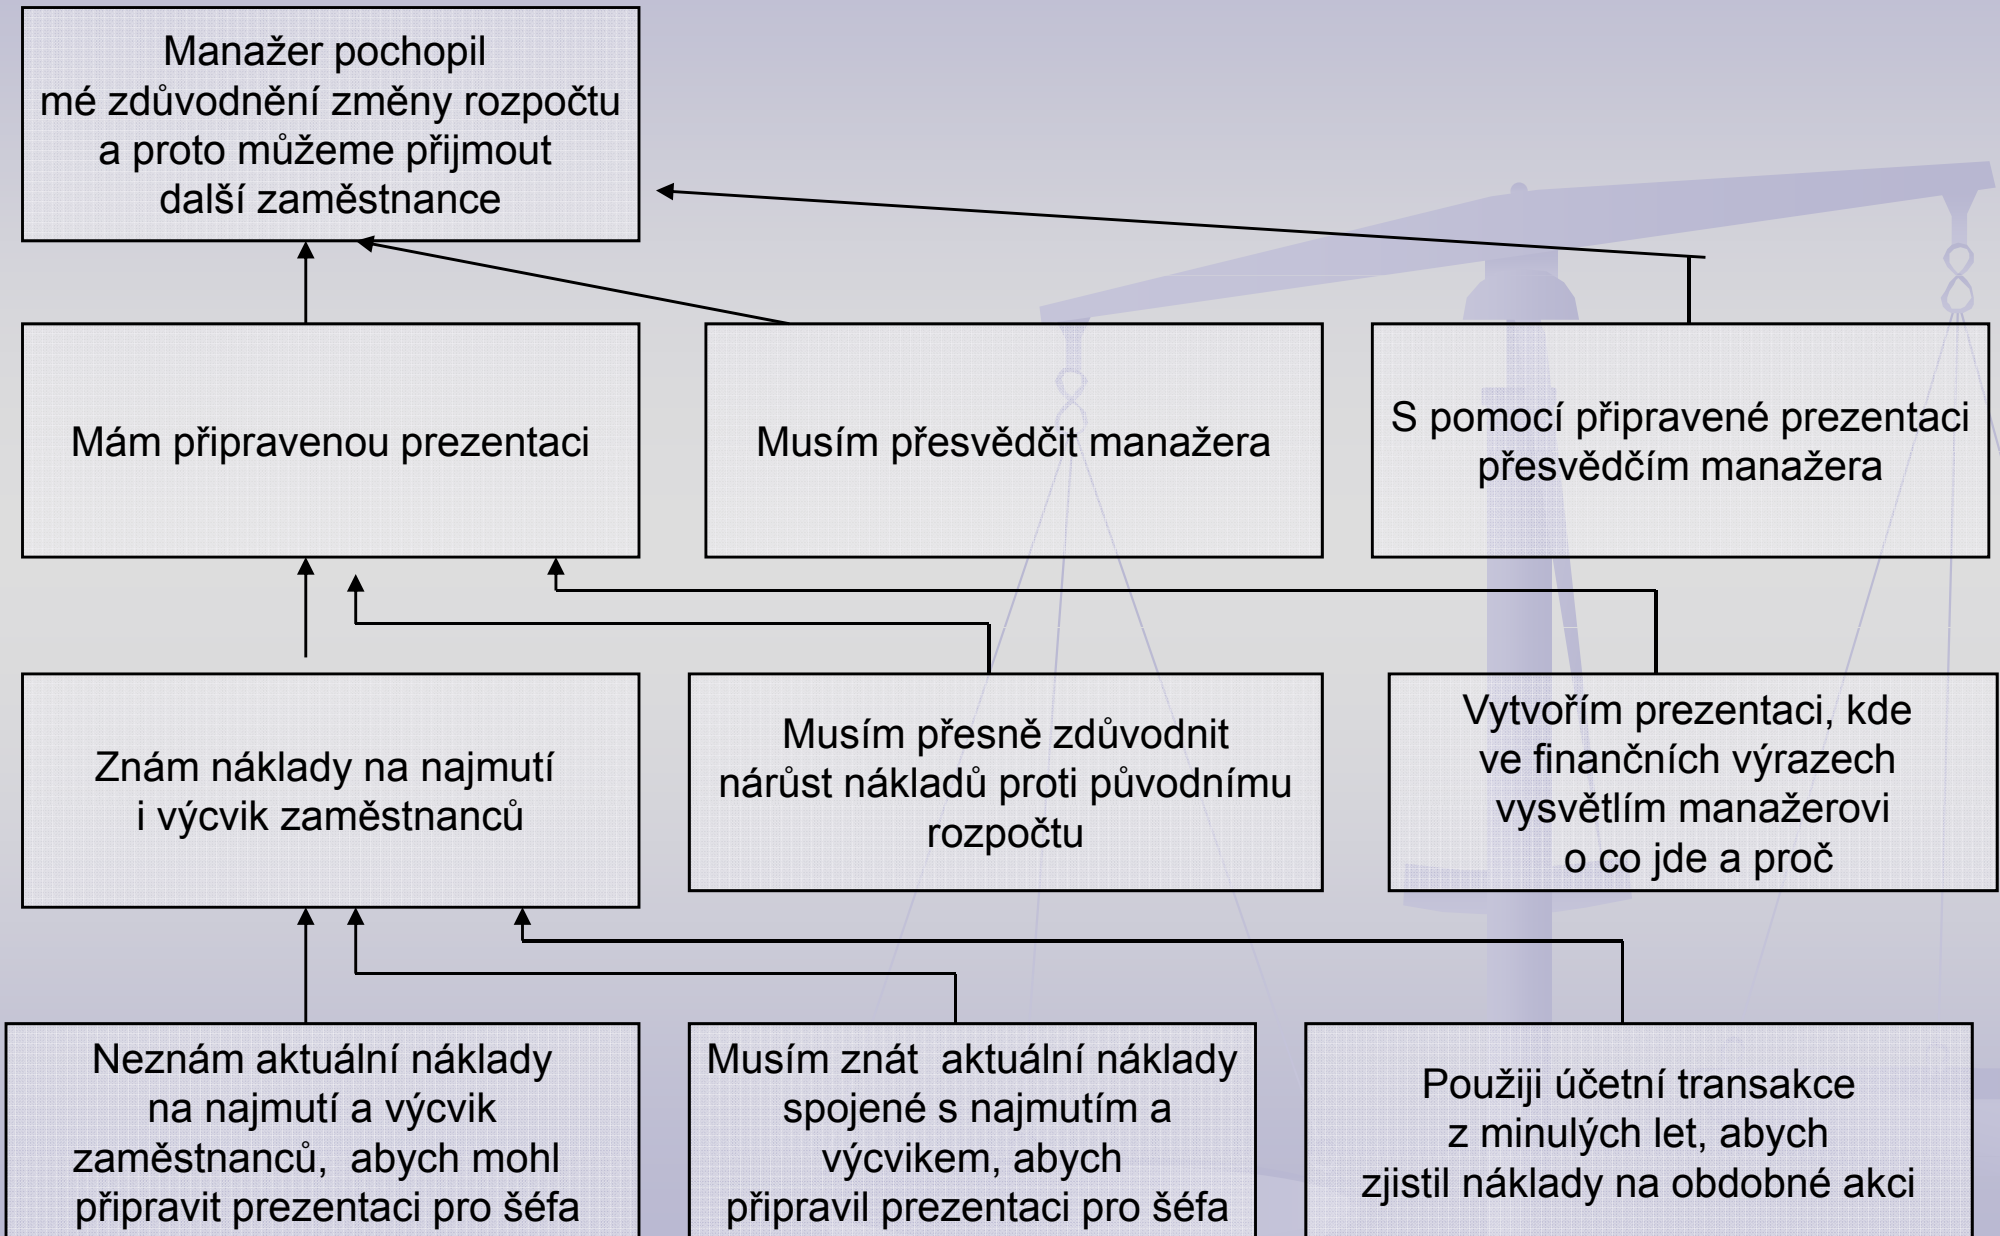 Manažer pochopil
mé zdůvodnění změny rozpočtu
a proto můžeme přijmout
další zaměstnance
Mám připravenou prezentaci
Musím přesvědčit manažera
S pomocí připravené prezentaci
přesvědčím manažera
Znám náklady na najmutí
i výcvik zaměstnanců
Musím přesně zdůvodnit
nárůst nákladů proti původnímu
rozpočtu
Vytvořím prezentaci, kde
ve finančních výrazech
vysvětlím manažerovi
o co jde a proč
Neznám aktuální náklady
na najmutí a výcvik
zaměstnanců,  abych mohl
připravit prezentaci pro šéfa
Musím znát  aktuální náklady
spojené s najmutím a
výcvikem, abych
připravil prezentaci pro šéfa
Použiji účetní transakce
z minulých let, abych
zjistil náklady na obdobné akci